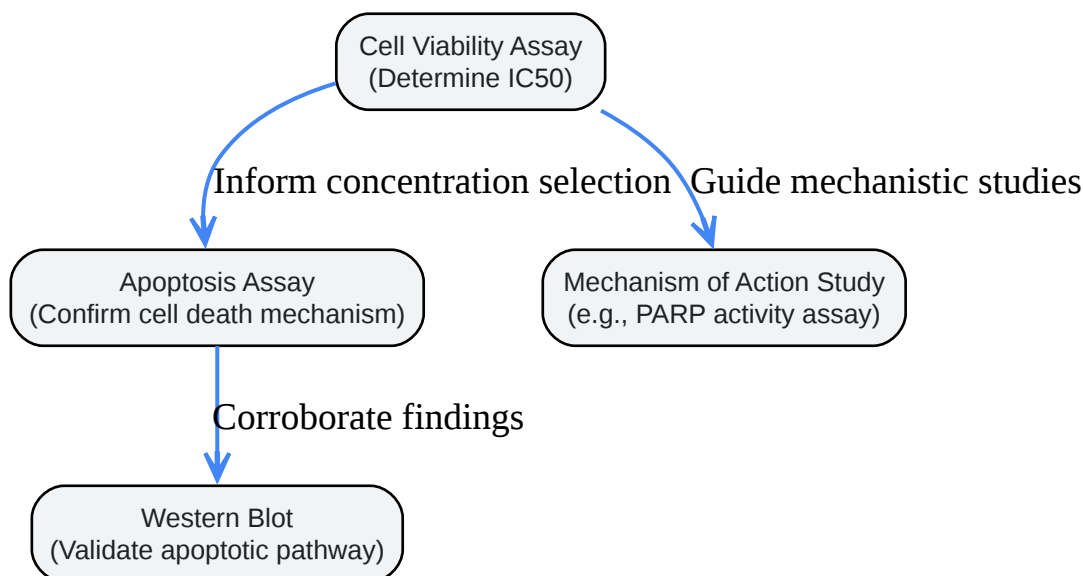 Cell Viability Assay
(Determine IC50)
Inform concentration selection
Guide mechanistic studies
Apoptosis Assay
(Confirm cell death mechanism)
Mechanism of Action Study
(e.g., PARP activity assay)
Corroborate findings
Western Blot
(Validate apoptotic pathway)